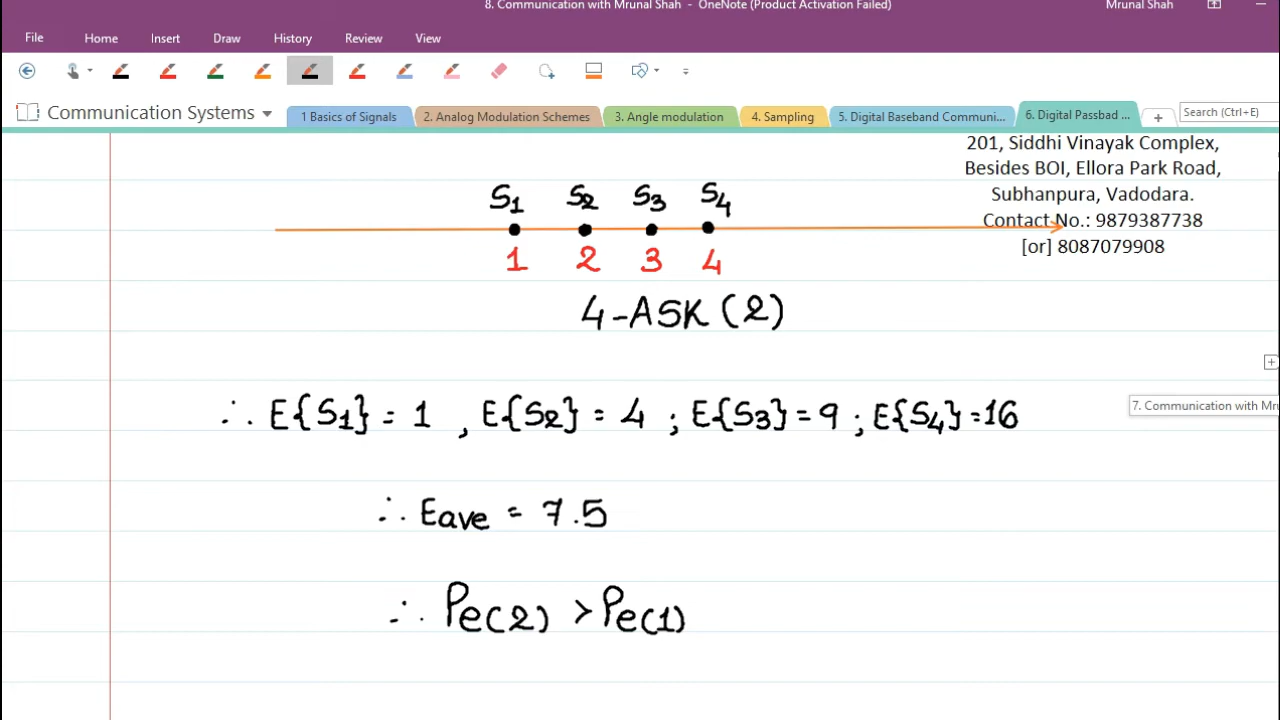 8. Communication with Mrunal Shah - OneNote (Product Activation Failed)
Mrunal Shah
File Home Insert Draw History Review View
Communication Systems
1 Basics of Signals
2. Analog Modulation Schemes
3. Angle modulation
4. Sampling
5. Digital Baseband Communi...
6. Digital Passbad ...
Search (Ctrl+E)
201, Siddhi Vinayak Complex,
Besides BOI, Ellora Park Road,
Subhanpura, Vadodara.
Contact No.: 9879387738
[or] 8087079908
S1 S2 S3 S4
1 2 3 4
4-ASK (2)
∴ E{S1} = 1 , E{S2} = 4 ; E{S3} = 9 ; E{S4} = 16
7. Communication with Mr
∴ Eave = 7.5
∴ Pe(2) > Pe(1)